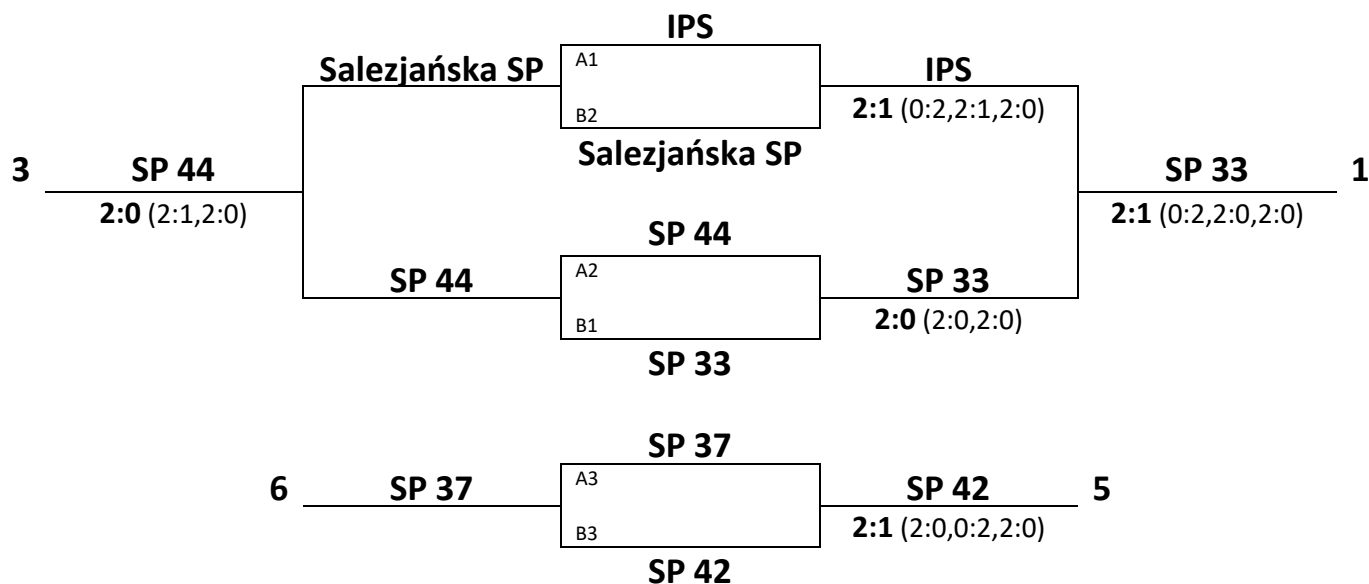 IPS
A1
Salezjańska SP
IPS
B2
2:1 (0:2,2:1,2:0)
Salezjańska SP
3
SP 44
SP 33
1
2:0 (2:1,2:0)
2:1 (0:2,2:0,2:0)
SP 44
A2
SP 44
SP 33
B1
2:0 (2:0,2:0)
SP 33
SP 37
A3
6
SP 37
SP 42
5
B3
2:1 (2:0,0:2,2:0)
SP 42